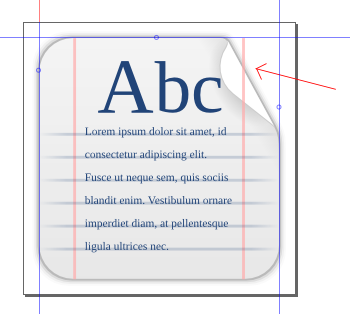 Abc
Lorem ipsum dolor sit amet, id
consectetur adipiscing elit.
Fusce ut neque sem, quis sociis
blandit enim. Vestibulum ornare
imperdiet diam, at pellentesque
ligula ultrices nec.